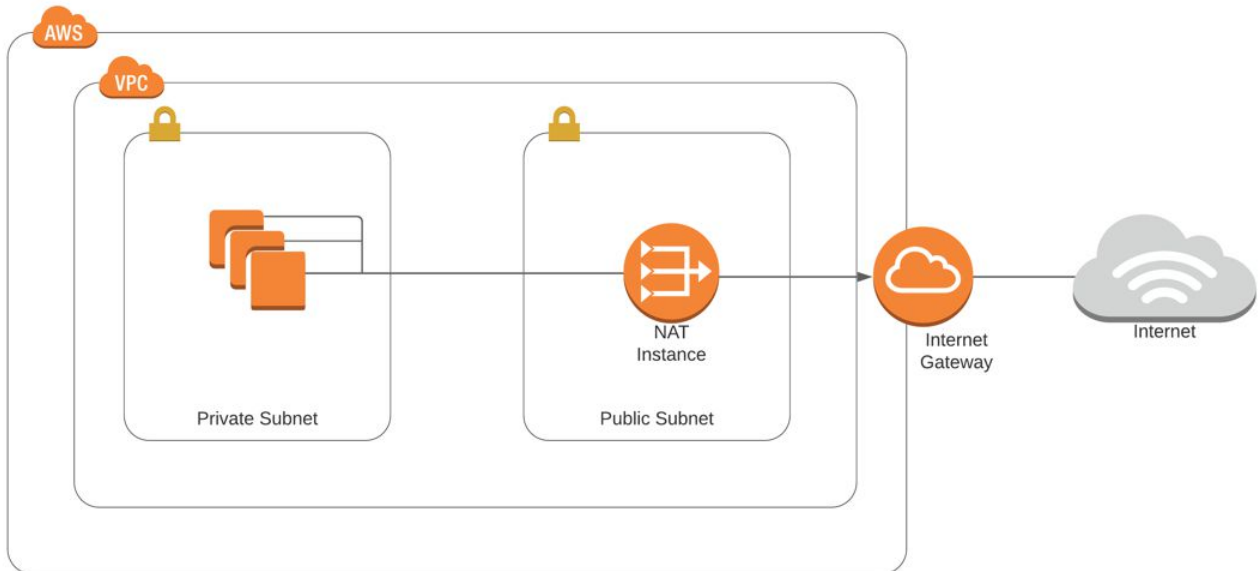 AWS
VPC
NAT
Instance
Internet
Gateway
Internet
Private Subnet
Public Subnet